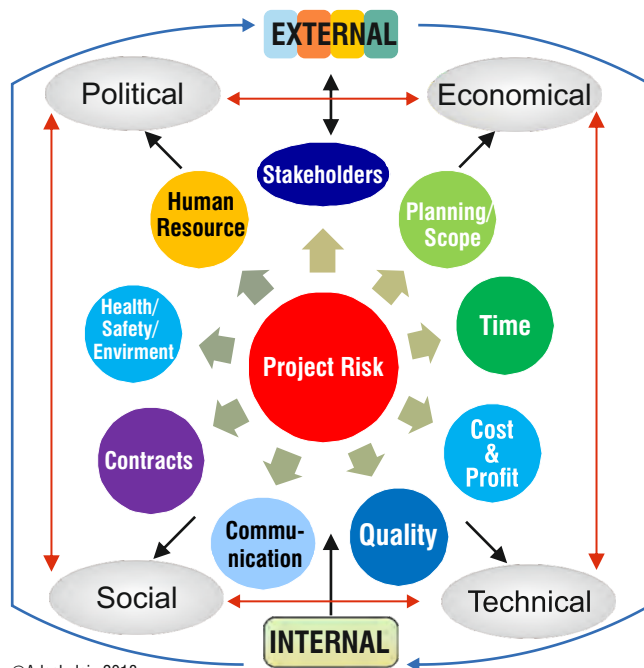 EXTERNAL
Political
Economical
Stakeholders
Human
Resource
Planning/
Scope
Health/
Safety/
Envirment
Time
Project Risk
Contracts
Cost
&
Profit
Commu-
nication
Quality
Social
Technical
INTERNAL